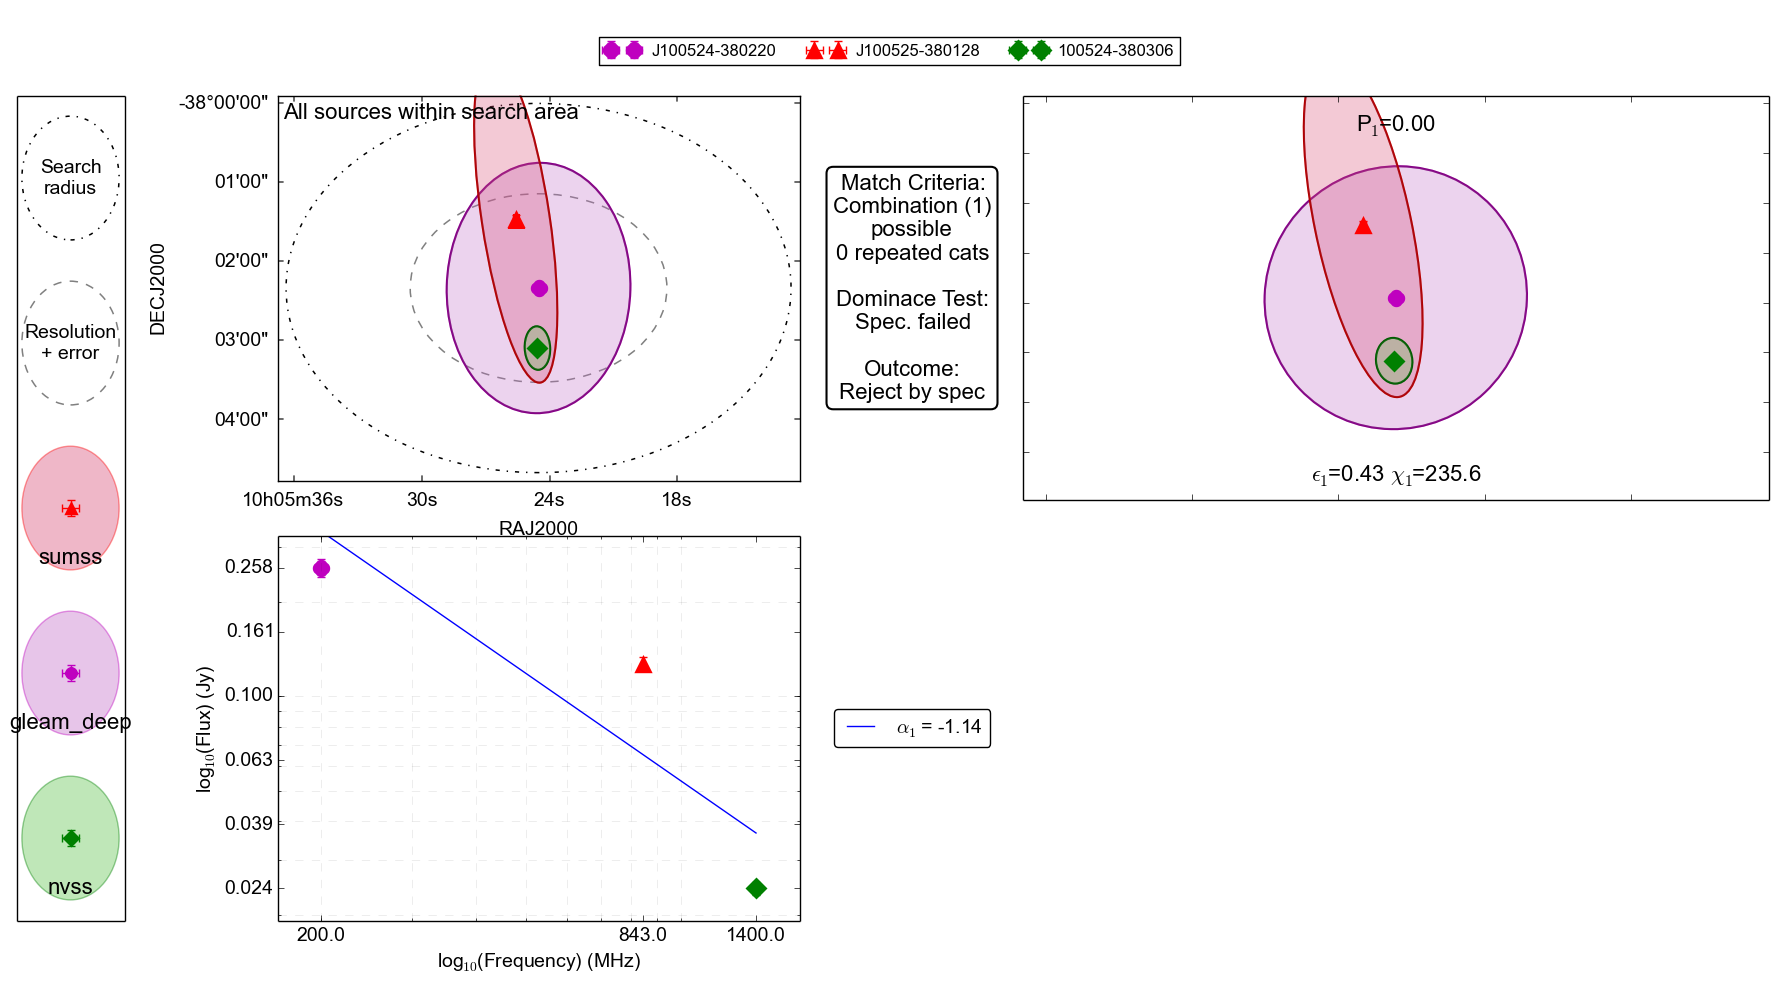 J100524-380220 J100525-380128 100524-380306
Search
radius
Resolution
+ error
sumss
gleam_deep
nvss
All sources within search area
DECJ2000
-38°00'00"
01'00"
02'00"
03'00"
04'00"
10h05m36s 30s 24s 18s
RAJ2000
Match Criteria:
Combination (1)
possible
0 repeated cats
Dominace Test:
Spec. failed
Outcome:
Reject by spec
P₁=0.00
ϵ₁=0.43 χ₁=235.6
log₁₀(Flux) (Jy)
0.258
0.161
0.100
0.063
0.039
0.024
200.0 843.0 1400.0
log₁₀(Frequency) (MHz)
α₁ = -1.14